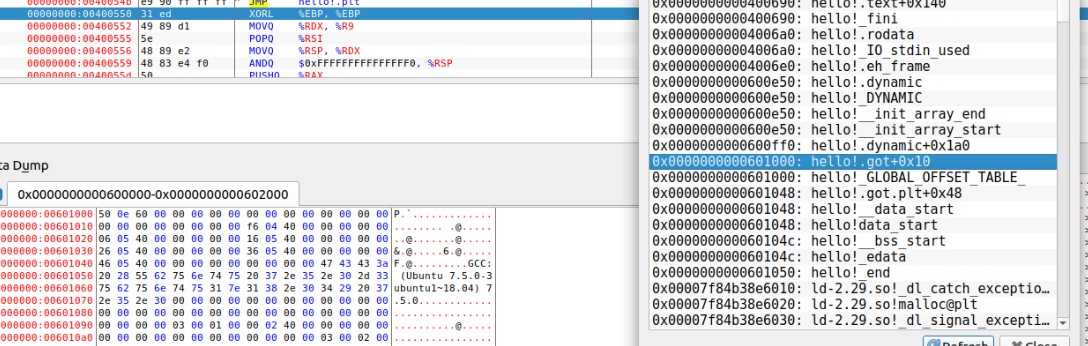 00000000:0040054b e9 90 ff ff ff JMP hello!.plt
00000000:00400550 31 ed XORL %EBP, %EBP
00000000:00400552 49 89 d1 MOVQ %RDX, %R9
00000000:00400555 5e POPQ %RSI
00000000:00400556 48 89 e2 MOVQ %RSP, %RDX
00000000:00400559 48 83 e4 f0 ANDQ $0xFFFFFFFFFFFFFFF0, %RSP
00000000:0040055d 50 PUSHQ %RAX
ta Dump
0x0000000000600000-0x0000000000602000
000000:00601000 50 0e 60 00 00 00 00 00 00 00 00 00 00 00 00 00 P.`.............
000000:00601010 00 00 00 00 00 00 00 00 f6 04 40 00 00 00 00 00 ........ .@.....
000000:00601020 06 05 40 00 00 00 00 00 16 05 40 00 00 00 00 00 ..@.......@.....
000000:00601030 26 05 40 00 00 00 00 00 36 05 40 00 00 00 00 00 &.@.....6.@.....
000000:00601040 46 05 40 00 00 00 00 00 00 00 00 00 47 43 43 3a F.@.........GCC:
000000:00601050 20 28 55 62 75 6e 74 75 20 37 2e 35 2e 30 2d 33 (Ubuntu 7.5.0-3
000000:00601060 75 62 75 6e 74 75 31 7e 31 38 2e 30 34 29 20 37 ubuntu1~18.04) 7
000000:00601070 2e 35 2e 30 00 00 00 00 00 00 00 00 00 00 00 00 .5.0............
000000:00601080 00 00 00 00 00 00 00 00 00 00 00 00 00 00 00 00 ................
000000:00601090 00 00 00 00 03 00 01 00 00 02 40 00 00 00 00 00 ..........@.....
000000:006010a0 00 00 00 00 00 00 00 00 00 00 00 00 03 00 02 00 ................
0x0000000000400690: hello!.text+0x140
0x0000000000400690: hello!_fini
0x00000000004006a0: hello!.rodata
0x00000000004006a0: hello!_IO_stdin_used
0x00000000004006e0: hello!.eh_frame
0x0000000000600e50: hello!.dynamic
0x0000000000600e50: hello!_DYNAMIC
0x0000000000600e50: hello!__init_array_end
0x0000000000600e50: hello!__init_array_start
0x0000000000600ff0: hello!.dynamic+0x1a0
0x0000000000601000: hello!.got+0x10
0x0000000000601000: hello!_GLOBAL_OFFSET_TABLE_
0x0000000000601048: hello!.got.plt+0x48
0x0000000000601048: hello!__data_start
0x0000000000601048: hello!data_start
0x000000000060104c: hello!__bss_start
0x000000000060104c: hello!_edata
0x0000000000601050: hello!_end
0x00007f84b38e6010: ld-2.29.so!_dl_catch_exceptio…
0x00007f84b38e6020: ld-2.29.so!malloc@plt
0x00007f84b38e6030: ld-2.29.so!_dl_signal_excepti…
Refresh Close